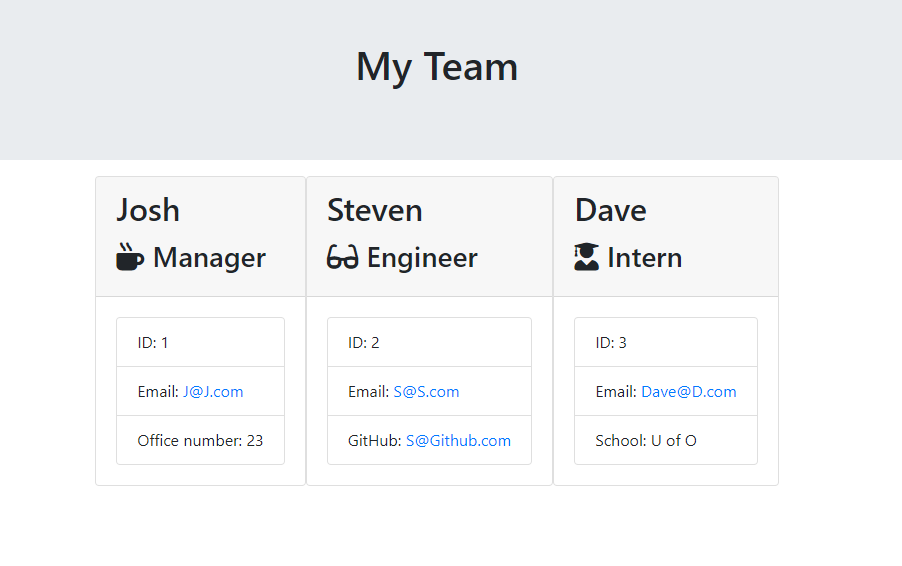 My Team
Josh
Manager
ID: 1
Email: J@J.com
Office number: 23
Steven
Engineer
ID: 2
Email: S@S.com
GitHub: S@Github.com
Dave
Intern
ID: 3
Email: Dave@D.com
School: U of O